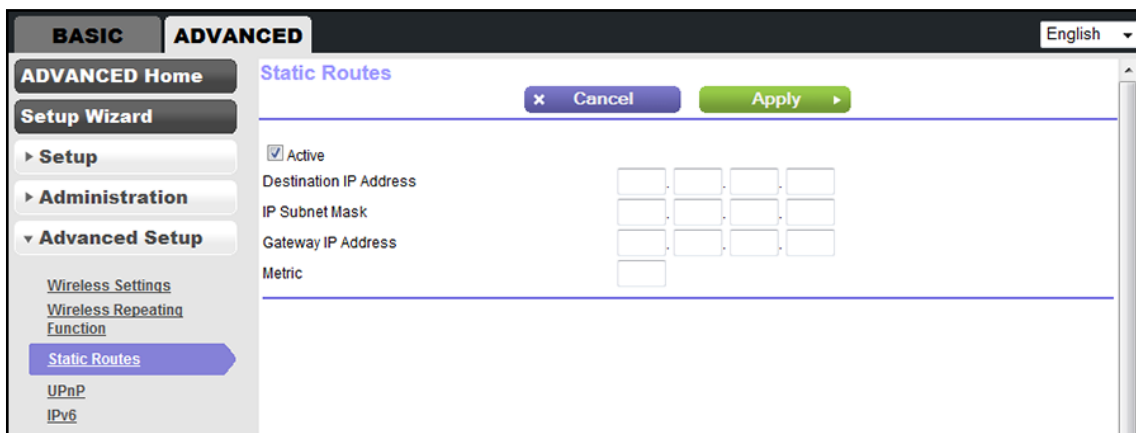 BASIC
ADVANCED
English
ADVANCED Home
Setup Wizard
Setup
Administration
Advanced Setup
Wireless Settings
Wireless Repeating
Function
Static Routes
UPnP
IPv6
Static Routes
× Cancel
Apply
Active
Destination IP Address
. . .
IP Subnet Mask
. . .
Gateway IP Address
. . .
Metric